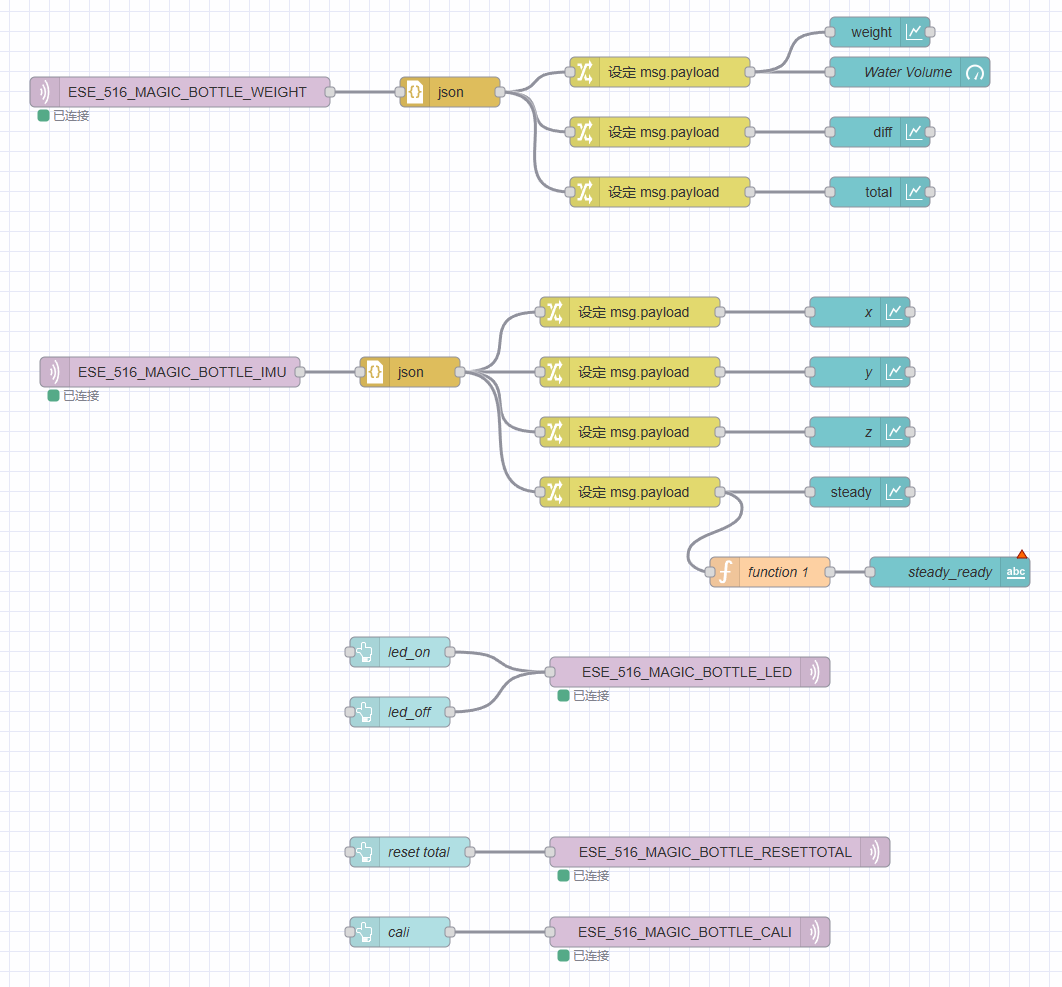 weight
设定 msg.payload
Water Volume
ESE_516_MAGIC_BOTTLE_WEIGHT
json
已连接
设定 msg.payload
diff
设定 msg.payload
total
设定 msg.payload
x
ESE_516_MAGIC_BOTTLE_IMU
json
设定 msg.payload
y
已连接
设定 msg.payload
z
设定 msg.payload
steady
function 1
steady_ready
abc
led_on
ESE_516_MAGIC_BOTTLE_LED
已连接
led_off
reset total
ESE_516_MAGIC_BOTTLE_RESETTOTAL
已连接
cali
ESE_516_MAGIC_BOTTLE_CALI
已连接